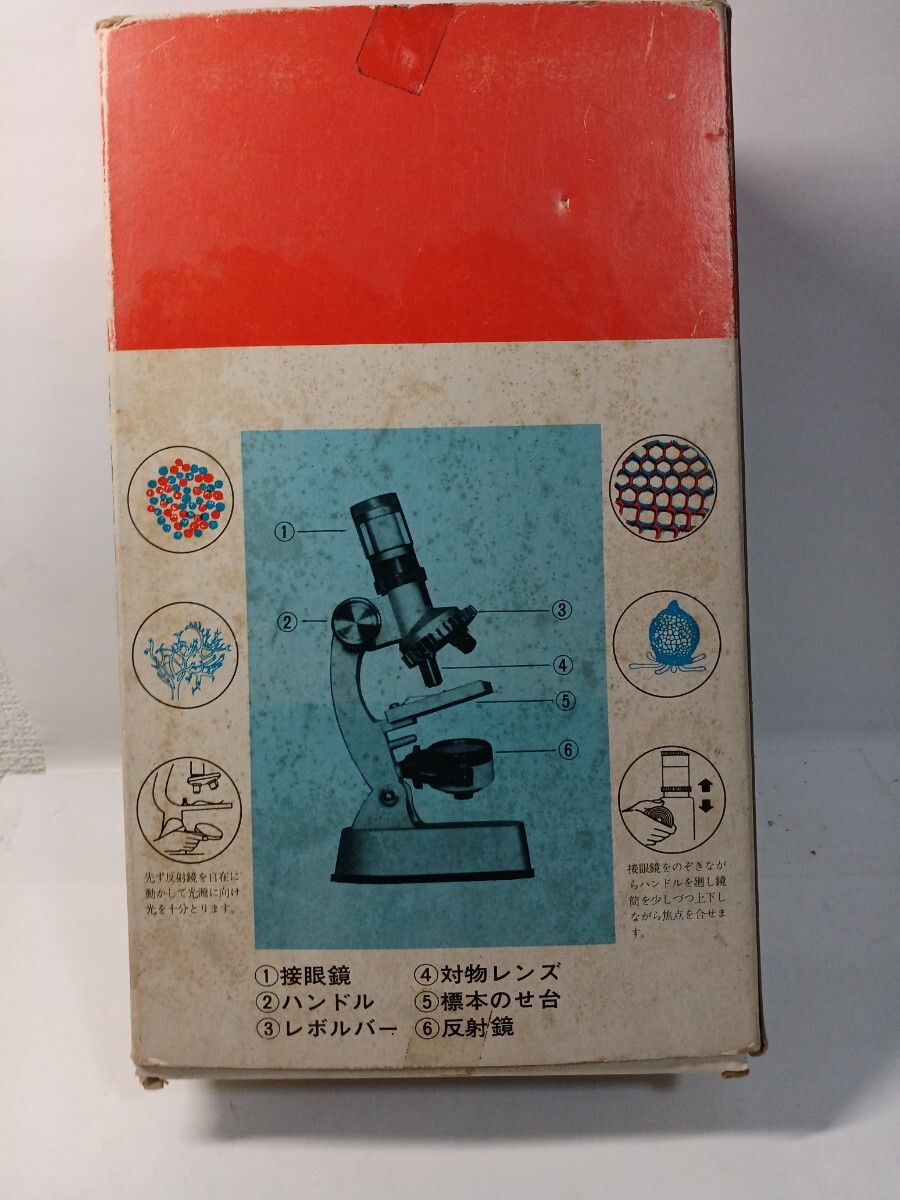 ①
②
③
④
⑤
⑥
先ず反射鏡を自在に
動かして光源に向け
光を十分とります。
接眼鏡をのぞきなが
らハンドルを廻し鏡
筒を少しづつ上下し
ながら焦点を合せま
す。
①接眼鏡
②ハンドル
③レボルバー
④対物レンズ
⑤標本のせ台
⑥反射鏡